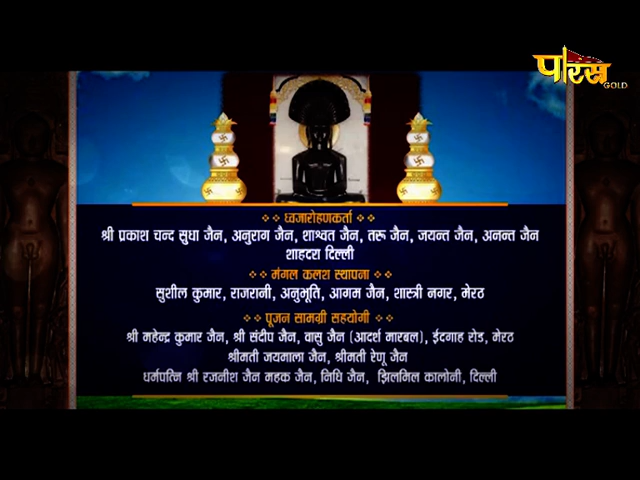 पारस
GOLD
ध्वजारोहणकर्ता
श्री प्रकाश चन्द सुधा जैन, अनुराग जैन, शाश्वत जैन, तरू जैन, जयन्त जैन, अनन्त जैन
शाहदरा दिल्ली
मंगल कलश स्थापना
सुशील कुमार, राजरानी, अनुभूति, आगम जैन, शास्त्री नगर, मेरठ
पूजन सामग्री सहयोगी
श्री महेन्द्र कुमार जैन, श्री संदीप जैन, वासु जैन (आदर्श मारबल), ईदगाह रोड, मेरठ
श्रीमती जयमाला जैन, श्रीमती रेणू जैन
धर्मपत्नि श्री रजनीश जैन महक जैन, निधि जैन, झिलमिल कालोनी, दिल्ली